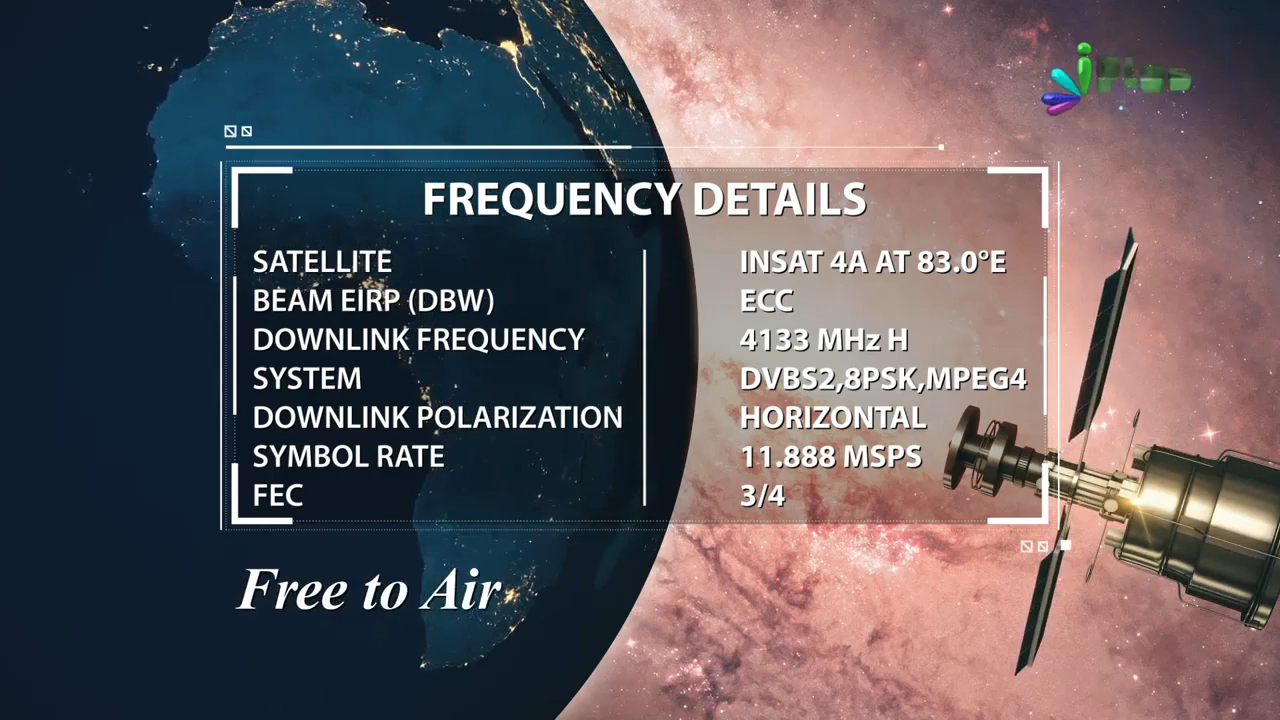 FREQUENCY DETAILS
SATELLITE INSAT 4A AT 83.0°E
BEAM EIRP (DBW) ECC
DOWNLINK FREQUENCY 4133 MHz H
SYSTEM DVBS2,8PSK,MPEG4
DOWNLINK POLARIZATION HORIZONTAL
SYMBOL RATE 11.888 MSPS
FEC 3/4
Free to Air